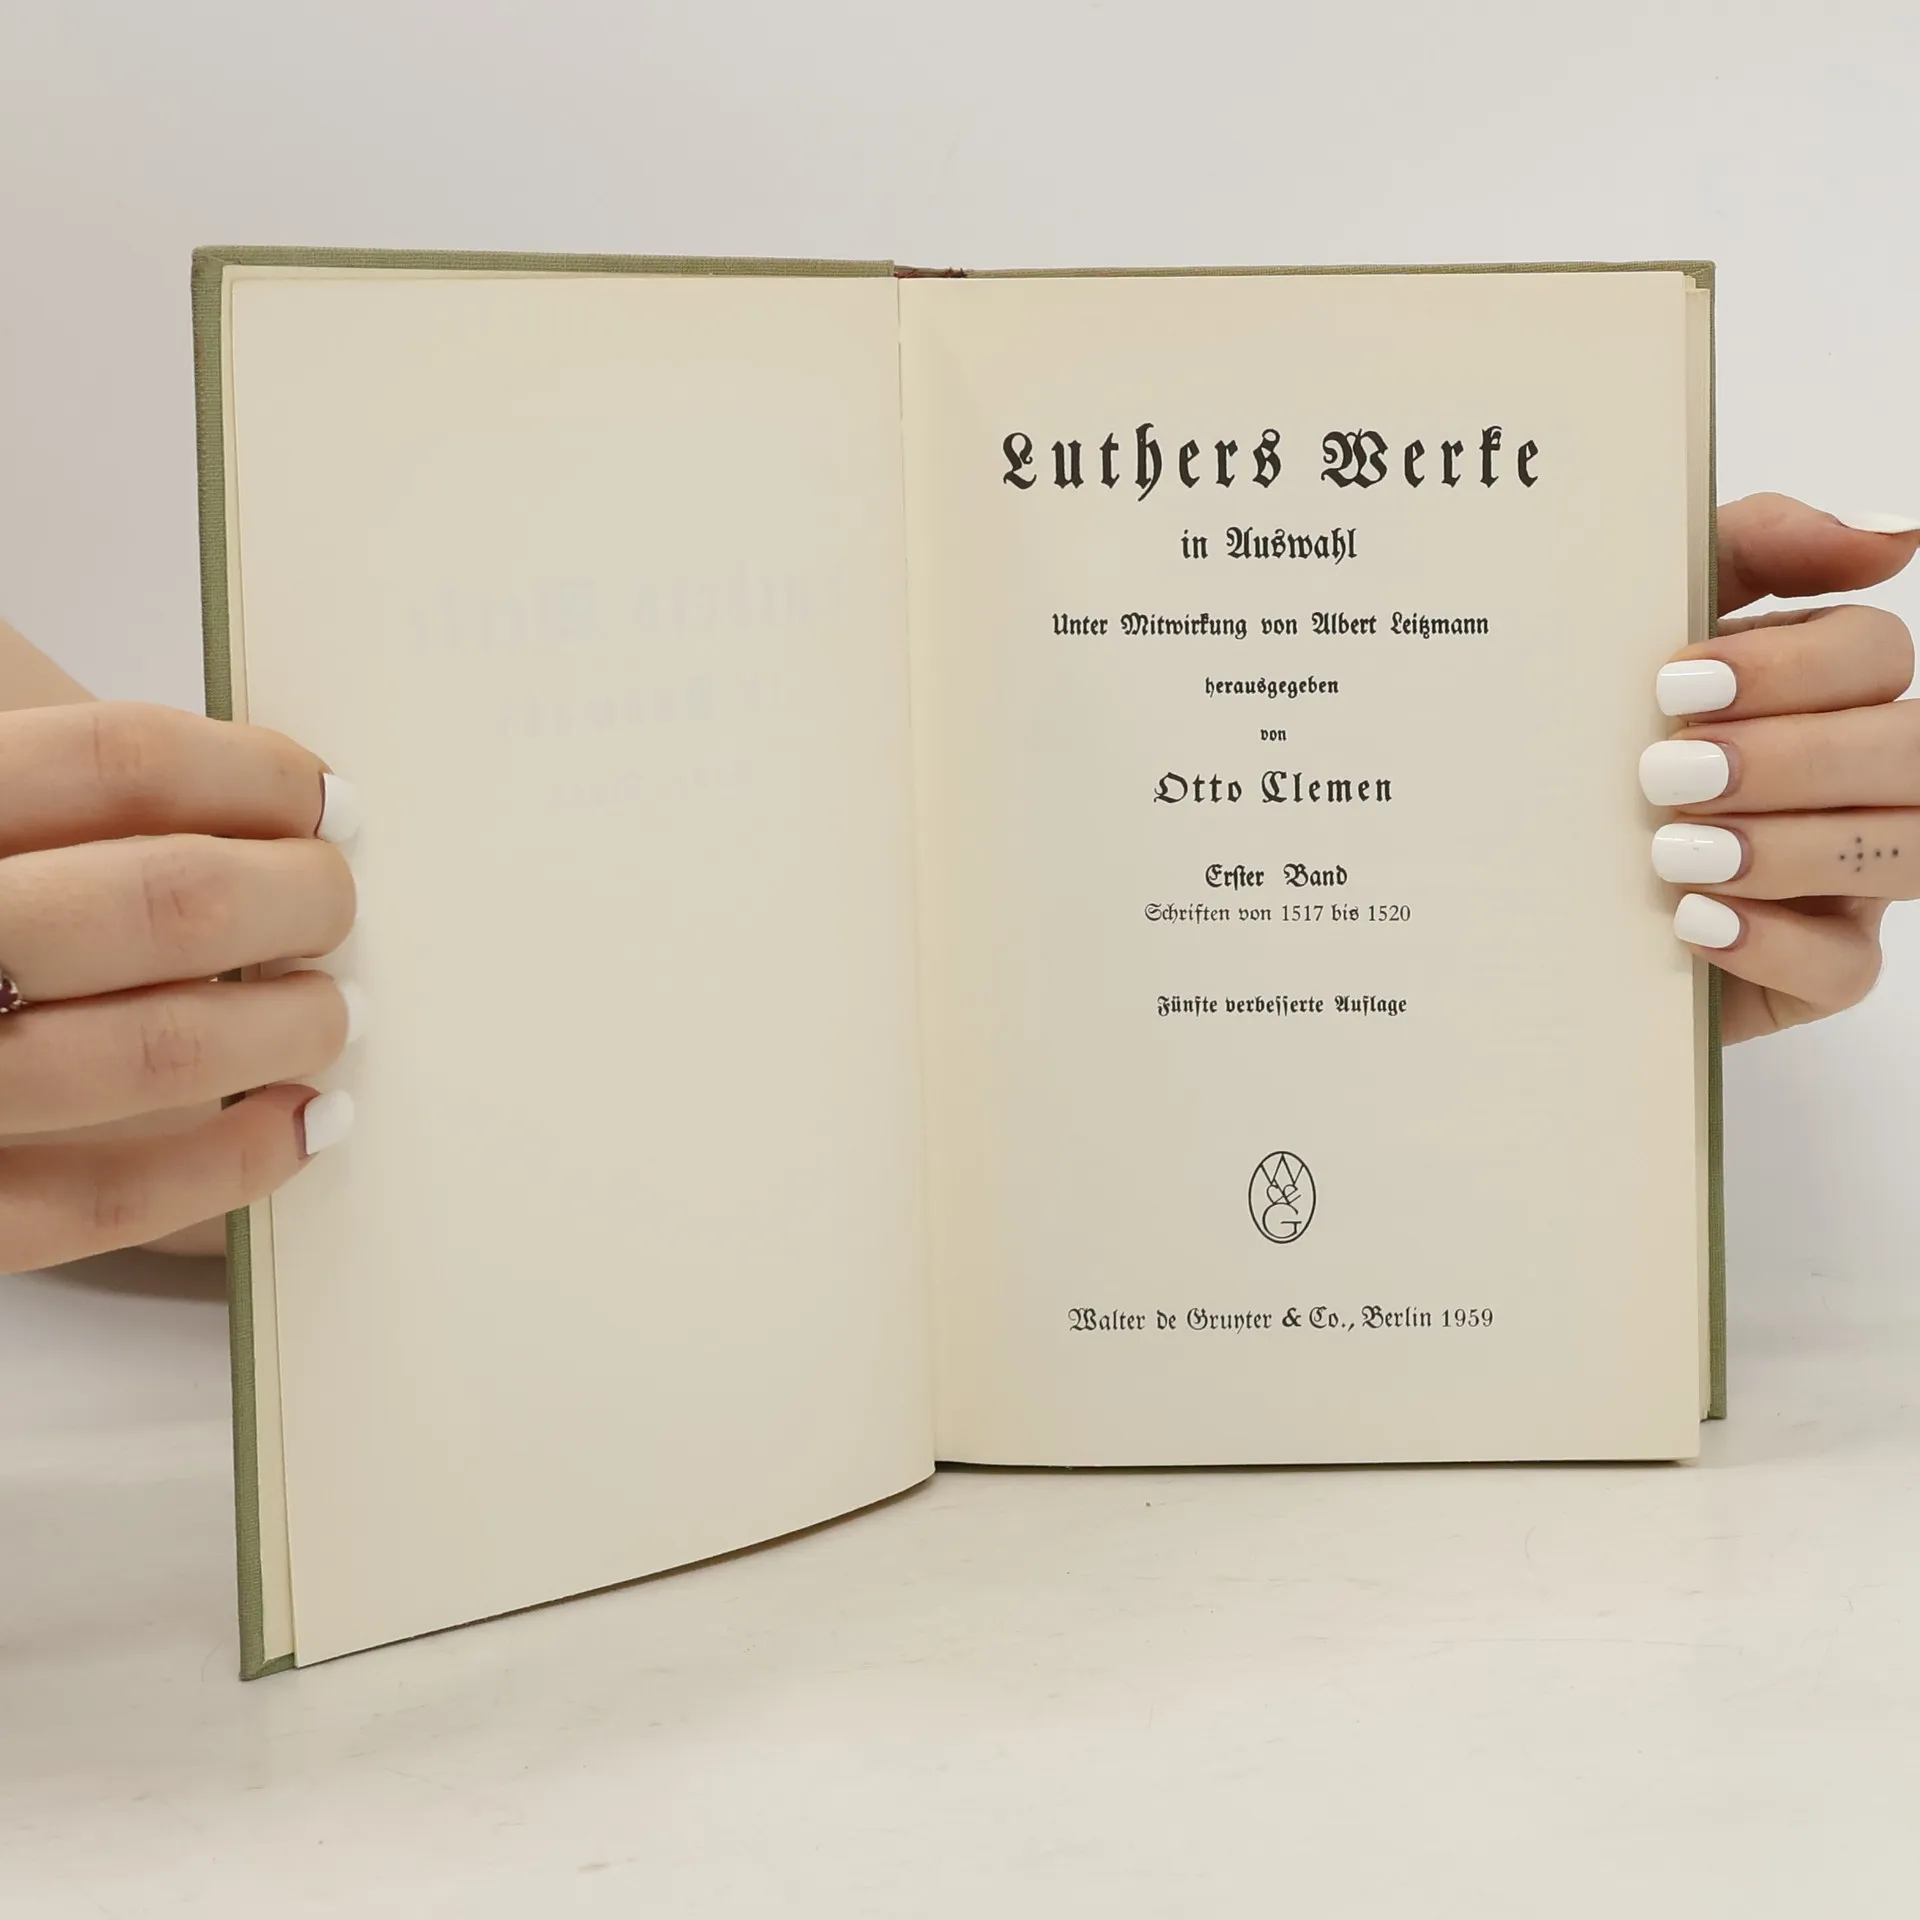 Luthers Werke
in Auswahl
Unter Mitwirkung von Albert Leitzmann
herausgegeben
von
Otto Clemen
Erster Band
Schriften von 1517 bis 1520
Fünfte verbesserte Auflage
W
&
G
Walter de Gruyter & Co., Berlin 1959